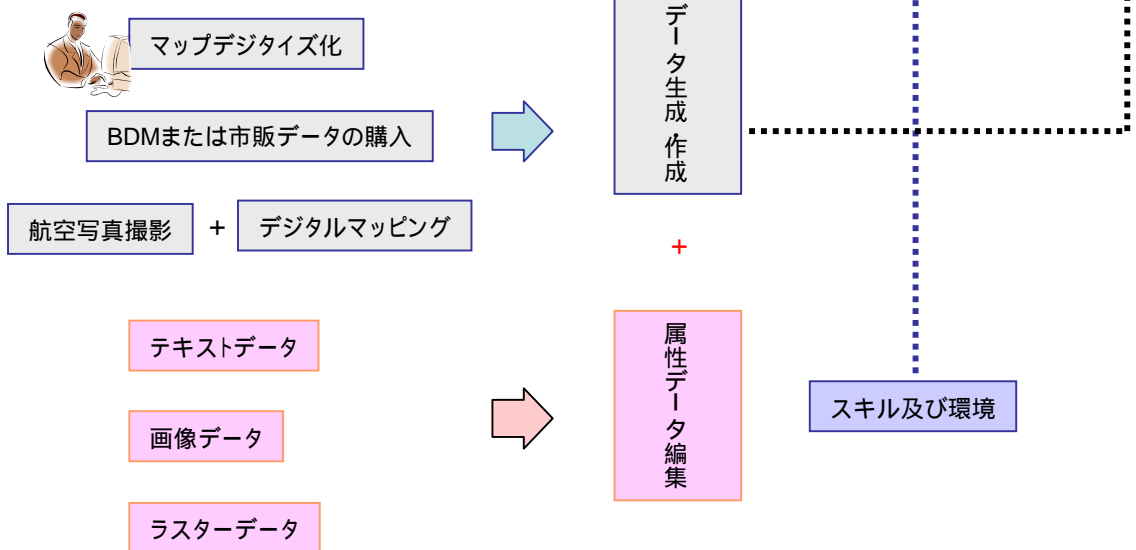 マップデジタイズ化
BDMまたは市販データの購入
航空写真撮影
+
デジタルマッピング
データ生成・作成
+
テキストデータ
画像データ
ラスターデータ
属性データ編集
スキル及び環境